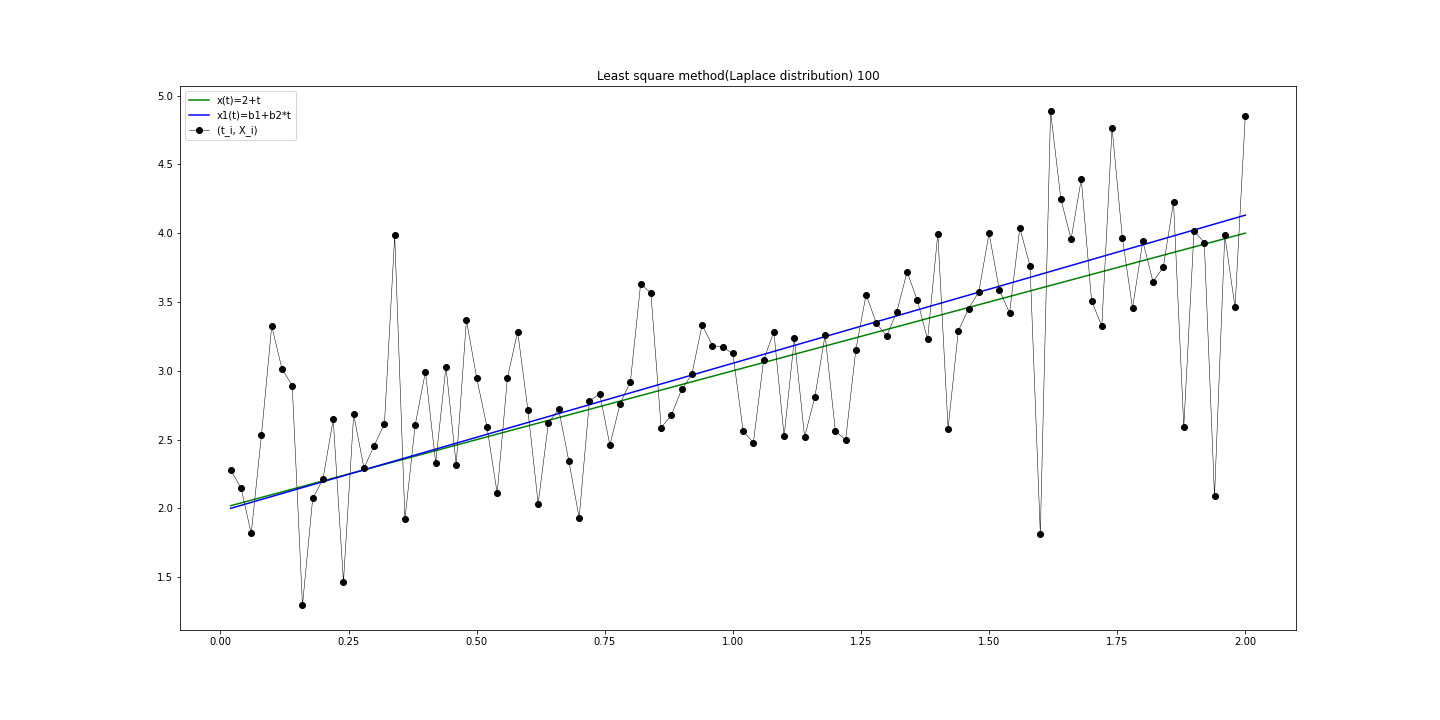 Least square method(Laplace distribution) 100
x(t)=2+t
x1(t)=b1+b2*t
(t_i, X_i)
5.0
4.5
4.0
3.5
3.0
2.5
2.0
1.5
0.00 0.25 0.50 0.75 1.00 1.25 1.50 1.75 2.00